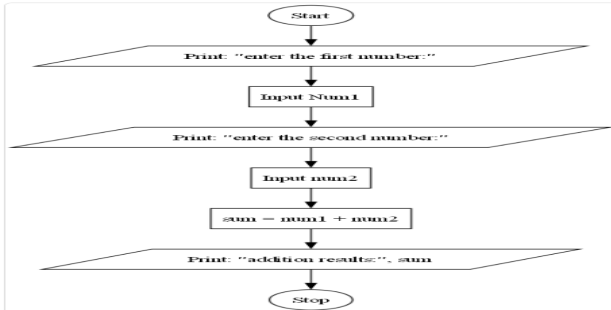 Start
Print: "enter the first number:"
Input Num1
Print: "enter the second number:"
Input num2
sum = num1 + num2
Print: "addition results:", sum
Stop